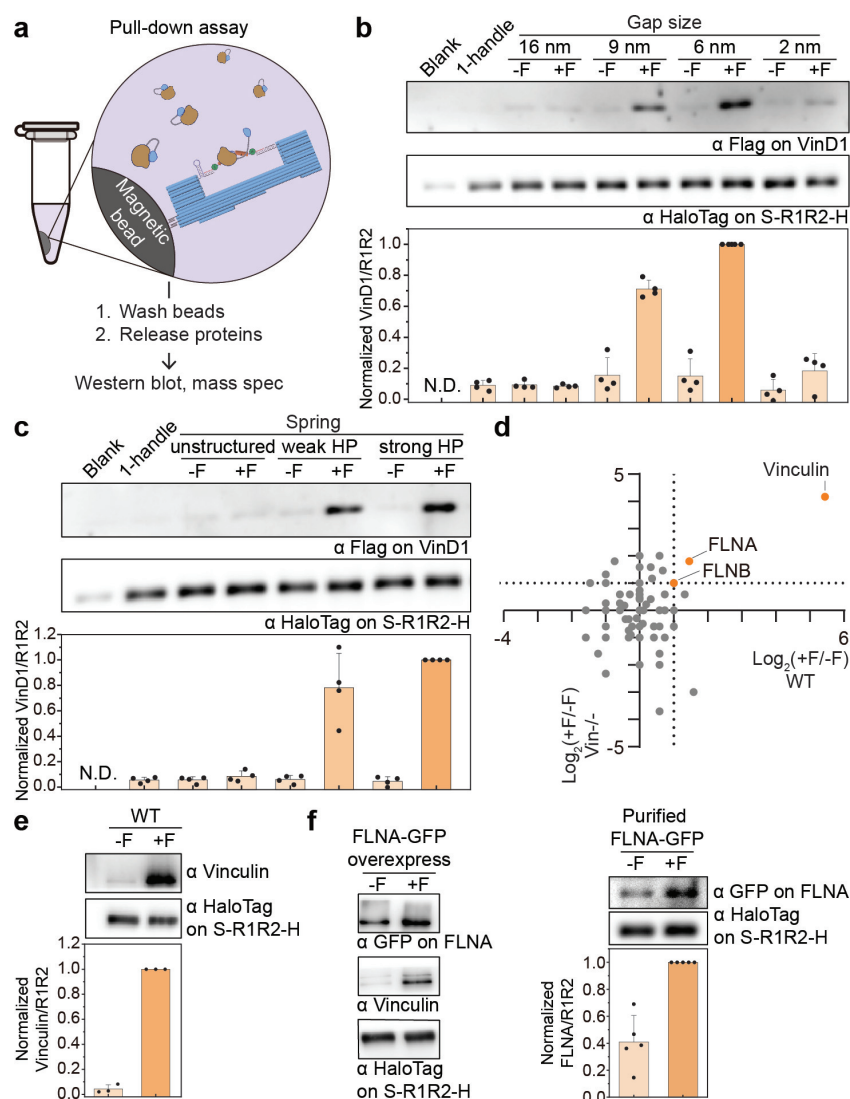 a
Pull-down assay
Magnetic
bead
1. Wash beads
2. Release proteins
Western blot, mass spec
b
Gap size
Blank
1-handle
16 nm
9 nm
6 nm
2 nm
-F
+F
-F
+F
-F
+F
-F
+F
α Flag on VinD1
α HaloTag on S-R1R2-H
Normalized VinD1/R1R2
1.0
0.8
0.6
0.4
0.2
0.0
N.D.
c
Spring
Blank
1-handle
unstructured
weak HP
strong HP
-F
+F
-F
+F
-F
+F
α Flag on VinD1
α HaloTag on S-R1R2-H
Normalized VinD1/R1R2
1.2
1.0
0.8
0.6
0.4
0.2
0.0
N.D.
d
5
Vinculin
FLNA
FLNB
-4
6
Log2(+F/-F)
WT
Log2(+F/-F)
Vin-/-
-5
e
WT
-F
+F
α Vinculin
α HaloTag
on S-R1R2-H
Normalized
Vinculin/R1R2
1.2
1.0
0.8
0.6
0.4
0.2
0.0
f
FLNA-GFP
overexpress
-F
+F
α GFP on FLNA
α Vinculin
α HaloTag
on S-R1R2-H
Purified
FLNA-GFP
-F
+F
α GFP on FLNA
α HaloTag
on S-R1R2-H
Normalized
FLNA/R1R2
1.0
0.8
0.6
0.4
0.2
0.0